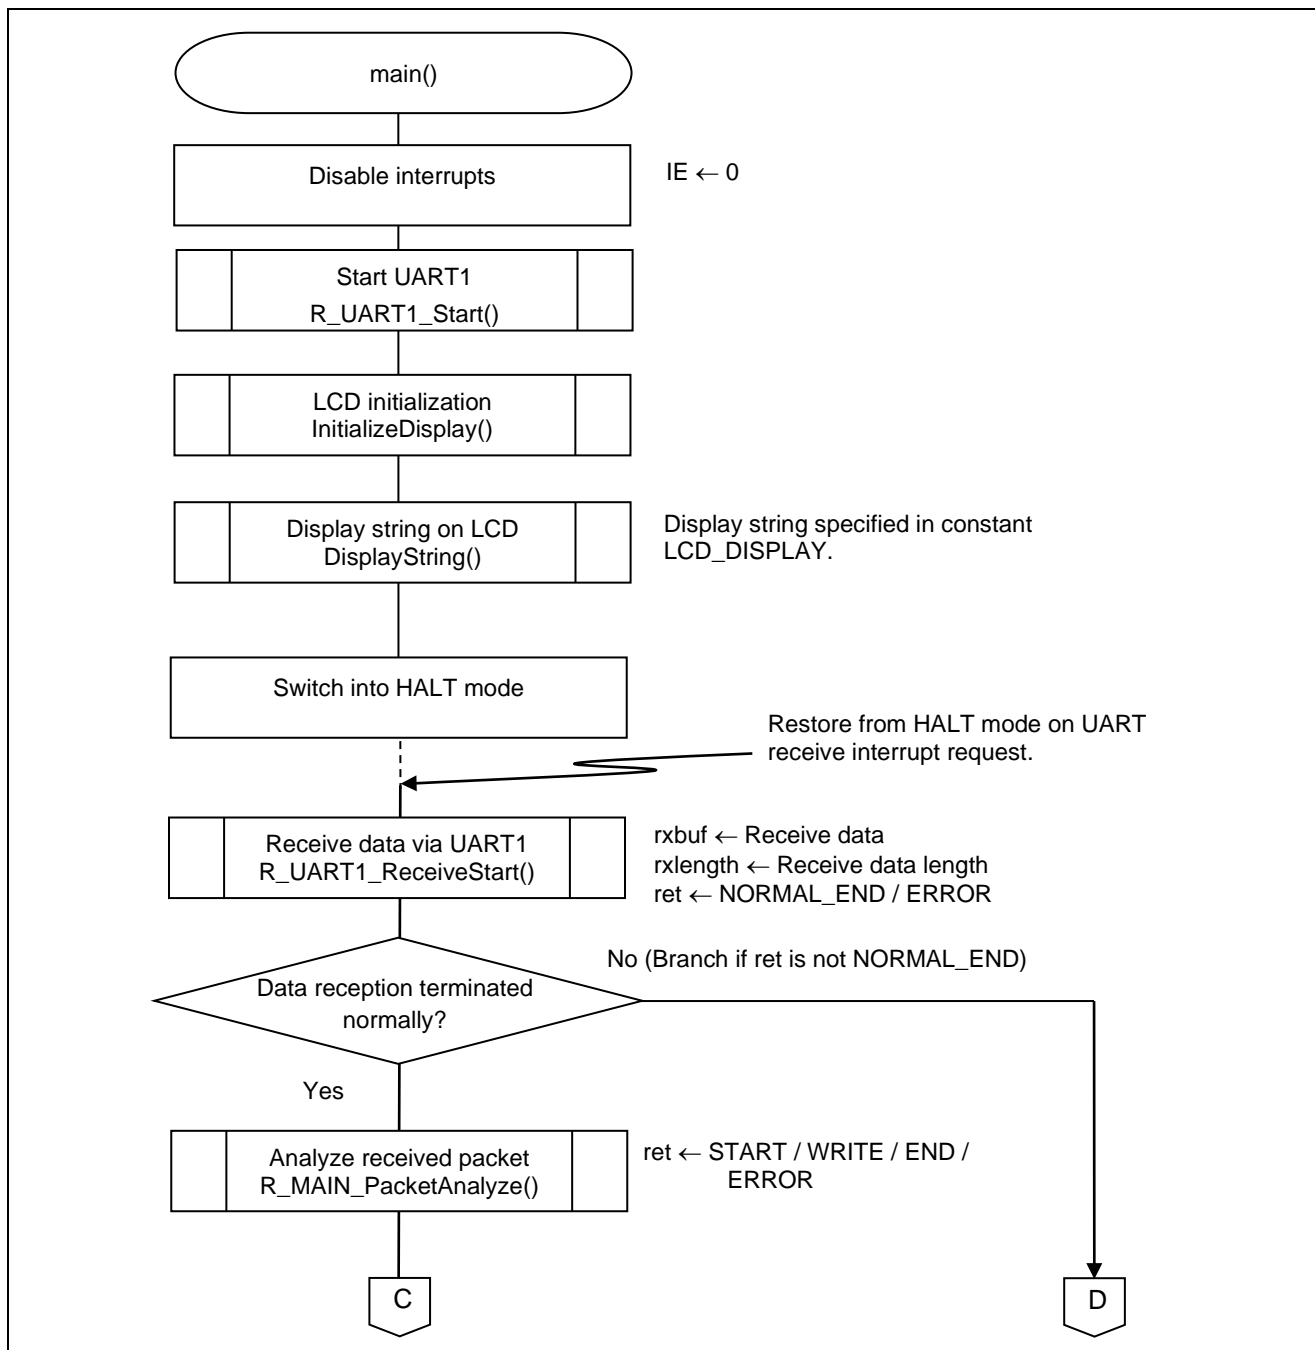 main()
Disable interrupts
IE ← 0
Start UART1
R_UART1_Start()
LCD initialization
InitializeDisplay()
Display string on LCD
DisplayString()
Display string specified in constant
LCD_DISPLAY.
Switch into HALT mode
Restore from HALT mode on UART
receive interrupt request.
Receive data via UART1
R_UART1_ReceiveStart()
rxbuf ← Receive data
rxlength ← Receive data length
ret ← NORMAL_END / ERROR
No (Branch if ret is not NORMAL_END)
Data reception terminated
normally?
Yes
Analyze received packet
R_MAIN_PacketAnalyze()
ret ← START / WRITE / END /
ERROR
C
D